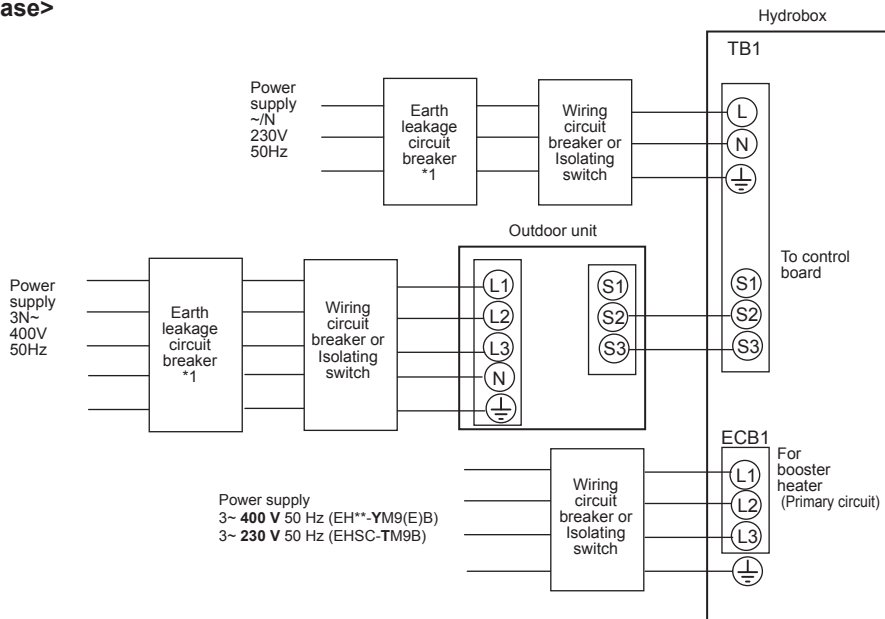 ase>
Hydrobox
TB1
Power
supply
~/N
230V
50Hz
Earth
leakage
circuit
breaker
*1
Wiring
circuit
breaker or
Isolating
switch
L
N
Outdoor unit
To control
board
Power
supply
3N~
400V
50Hz
Earth
leakage
circuit
breaker
*1
Wiring
circuit
breaker or
Isolating
switch
L1
L2
L3
N
S1
S2
S3
S1
S2
S3
ECB1
For
booster
heater
(Primary circuit)
Power supply
3~ 400 V 50 Hz (EH**-YM9(E)B)
3~ 230 V 50 Hz (EHSC-TM9B)
Wiring
circuit
breaker or
Isolating
switch
L1
L2
L3